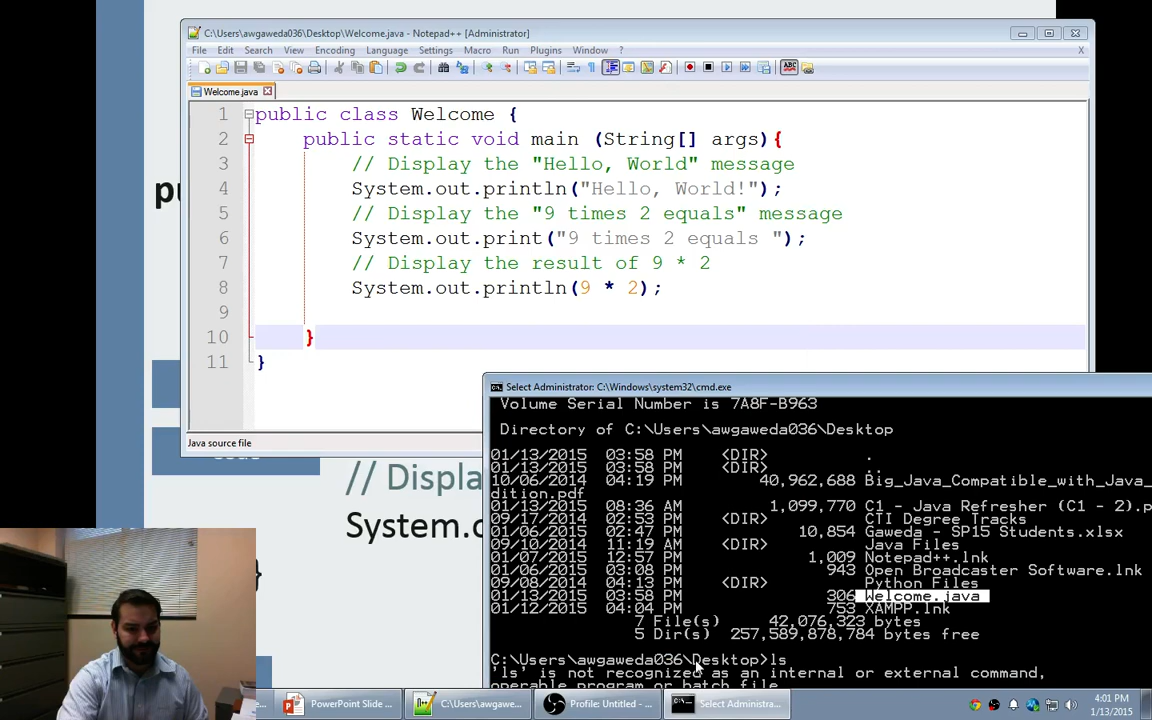 C:\Users\awgaweda036\Desktop\Welcome.java - Notepad++ [Administrator]
File Edit Search View Encoding Language Settings Macro Run Plugins Window ? X
Welcome.java
1 public class Welcome {
2 public static void main (String[] args){
3 // Display the "Hello, World" message
4 System.out.println("Hello, World!");
5 // Display the "9 times 2 equals" message
6 System.out.print("9 times 2 equals ");
7 // Display the result of 9 * 2
8 System.out.println(9 * 2);
9
10 }
11 }
Java source file
pu
// Displa
System.o
}
Select Administrator: C:\Windows\system32\cmd.exe
Volume Serial Number is 7A8F-B963
Directory of C:\Users\awgaweda036\Desktop
01/13/2015 03:58 PM <DIR> .
01/13/2015 03:58 PM <DIR> ..
10/06/2014 04:19 PM 40,962,688 Big_Java_Compatible_with_Java_
dition.pdf
01/13/2015 08:36 AM 1,099,770 C1 - Java Refresher (C1 - 2).p
09/17/2014 02:53 PM <DIR> CTI Degree Tracks
01/06/2015 02:47 PM 10,854 Gaweda - SP15 Students.xlsx
09/10/2014 11:19 AM <DIR> Java Files
01/07/2015 12:57 PM 1,009 Notepad++.lnk
01/06/2015 03:08 PM 943 Open Broadcaster Software.lnk
09/08/2014 04:13 PM <DIR> Python Files
01/13/2015 03:58 PM 306 Welcome.java
01/12/2015 04:04 PM 753 XAMPP.lnk
7 File(s) 42,076,323 bytes
5 Dir(s) 257,589,878,784 bytes free
C:\Users\awgaweda036\Desktop>ls
'ls' is not recognized as an internal or external command,
operable program or batch file.
PowerPoint Slide ...
C:\Users\awgawe...
Profile: Untitled - ...
Select Administra...
4:01 PM
1/13/2015